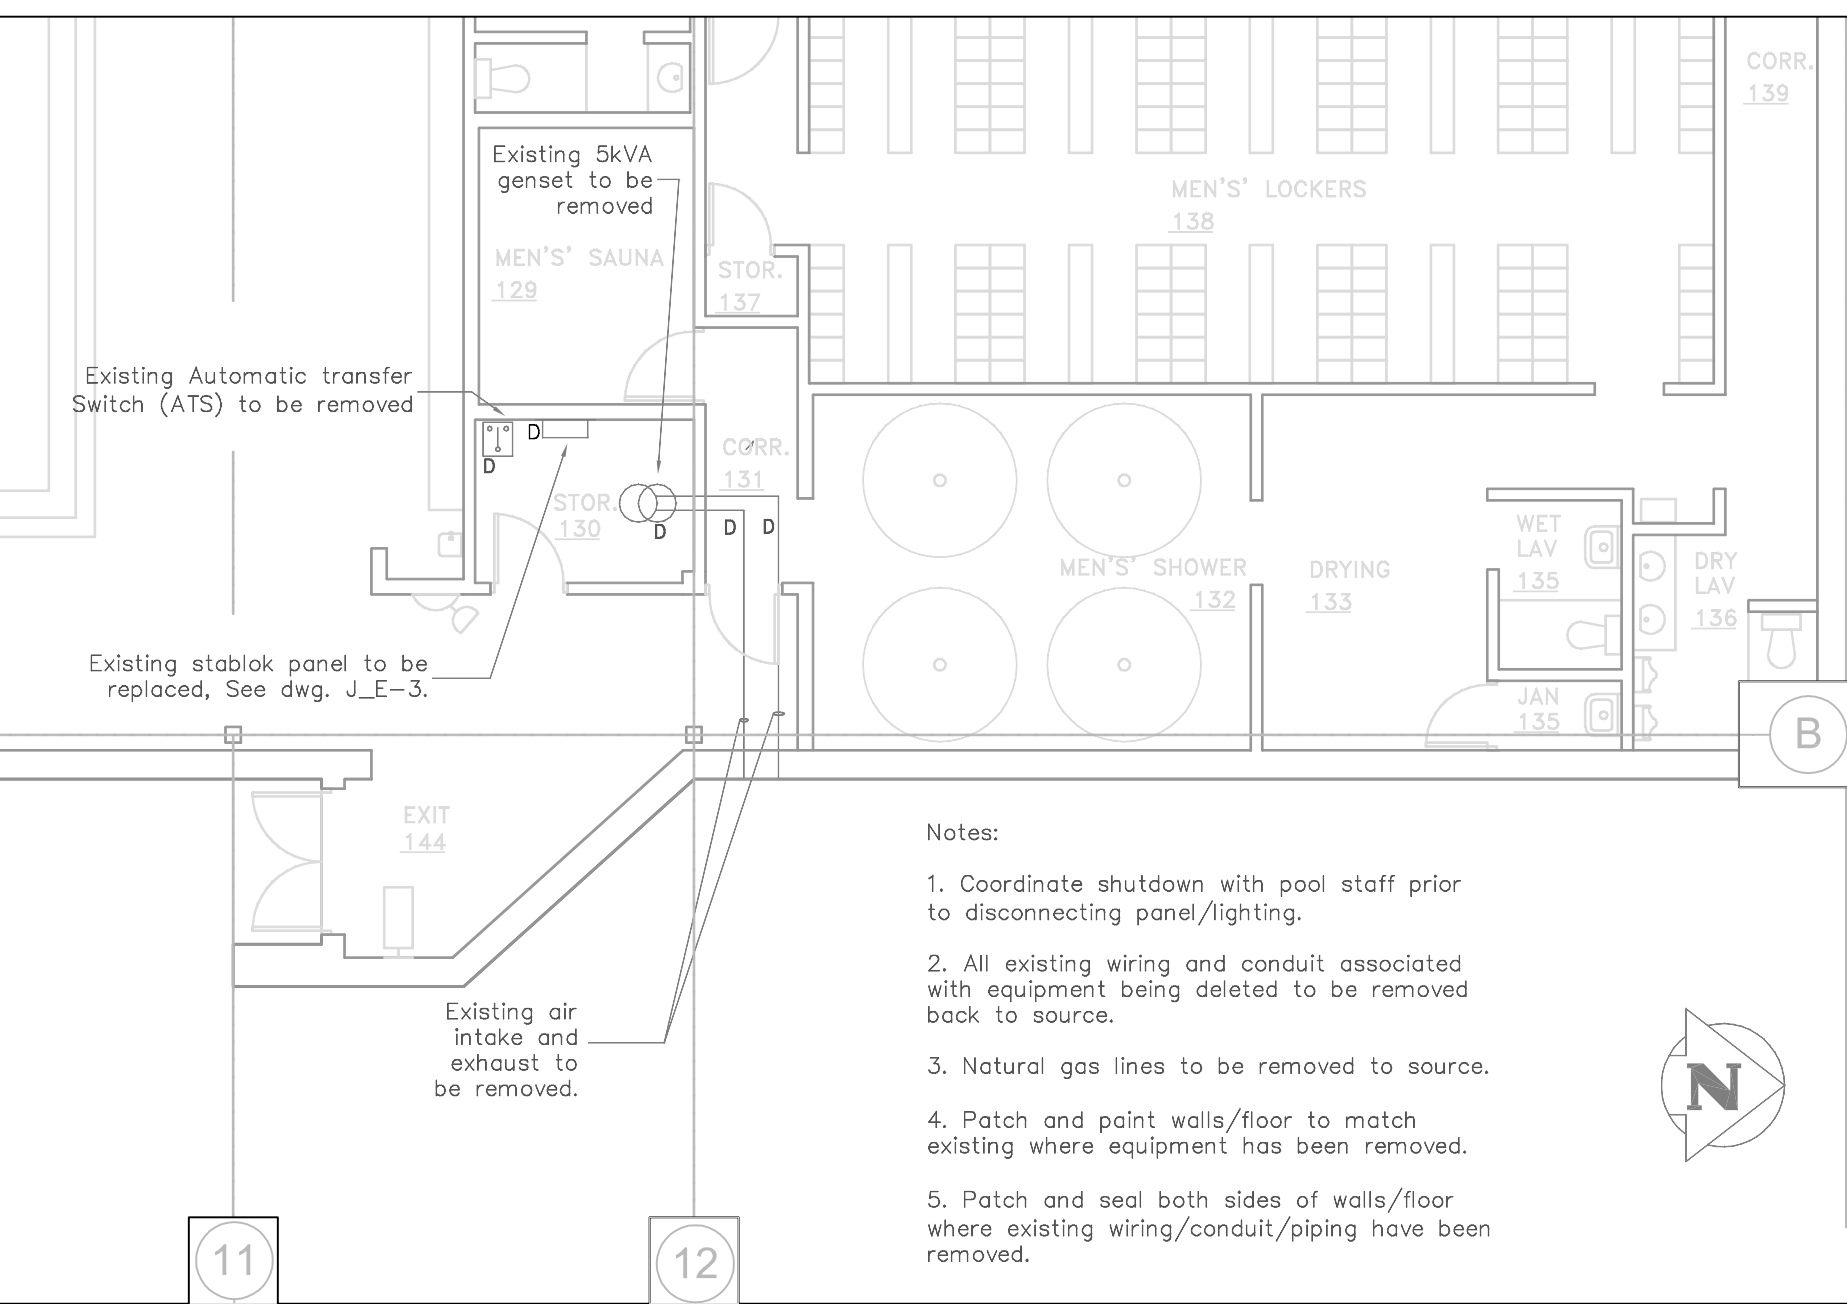 CORR.
139
Existing 5kVA
genset to be
removed
MEN'S' LOCKERS
138
MEN'S' SAUNA
129
STOR.
137
Existing Automatic transfer
Switch (ATS) to be removed
D
D
CORR.
131
STOR.
130
D
D
D
WET
LAV
135
DRY
LAV
136
MEN'S' SHOWER
132
DRYING
133
Existing stablok panel to be
replaced, See dwg. J_E-3.
JAN
135
B
EXIT
144
Notes:
1. Coordinate shutdown with pool staff prior
to disconnecting panel/lighting.
2. All existing wiring and conduit associated
with equipment being deleted to be removed
back to source.
3. Natural gas lines to be removed to source.
4. Patch and paint walls/floor to match
existing where equipment has been removed.
5. Patch and seal both sides of walls/floor
where existing wiring/conduit/piping have been
removed.
Existing air
intake and
exhaust to
be removed.
N
11
12